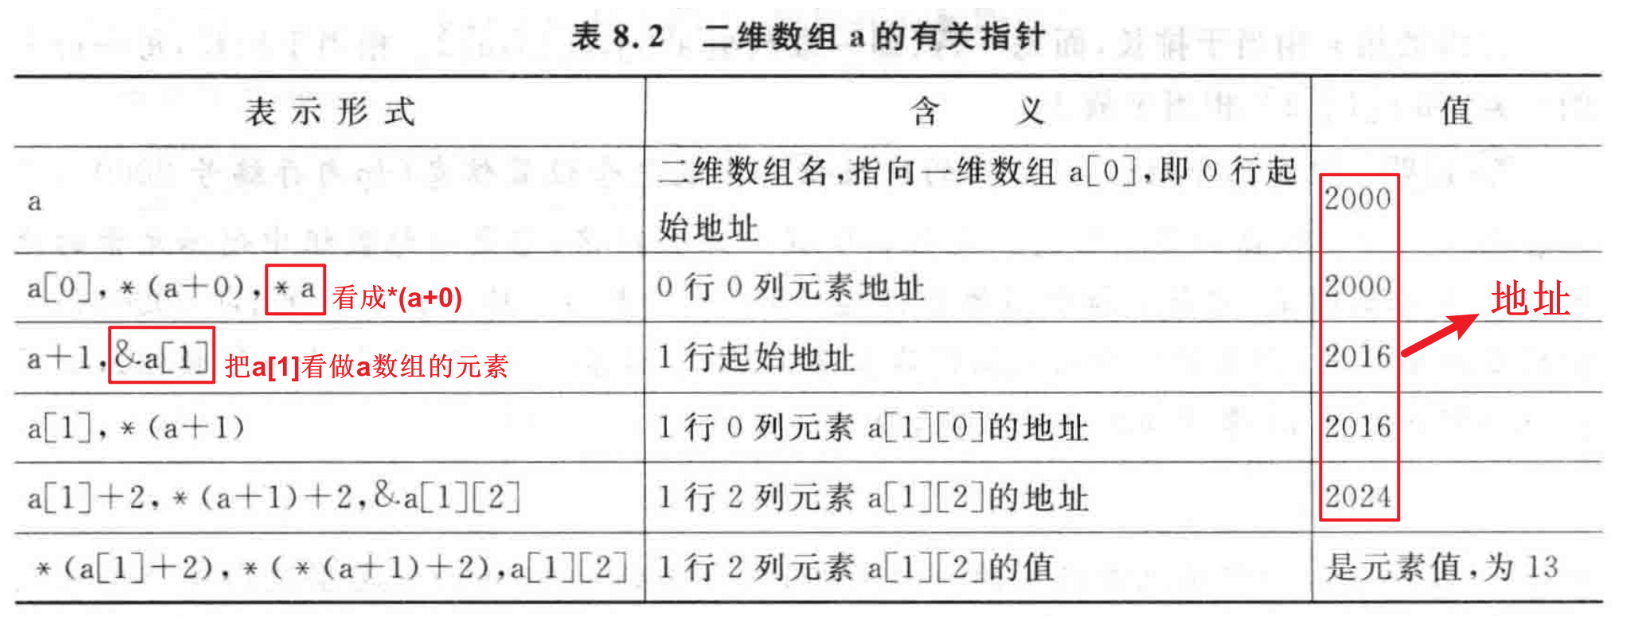 表 8.2 二维数组 a 的有关指针
表 示 形 式 含 义 值
a 二维数组名,指向一维数组 a[0],即 0 行起始地址 2000
a[0], *(a+0), *a 看成*(a+0) 0 行 0 列元素地址 2000
地址
a+1, &a[1] 把a[1]看做a数组的元素 1 行起始地址 2016
a[1], *(a+1) 1 行 0 列元素 a[1][0]的地址 2016
a[1]+2, *(a+1)+2, &a[1][2] 1 行 2 列元素 a[1][2]的地址 2024
*(a[1]+2), *(*(a+1)+2), a[1][2] 1 行 2 列元素 a[1][2]的值 是元素值,为 13